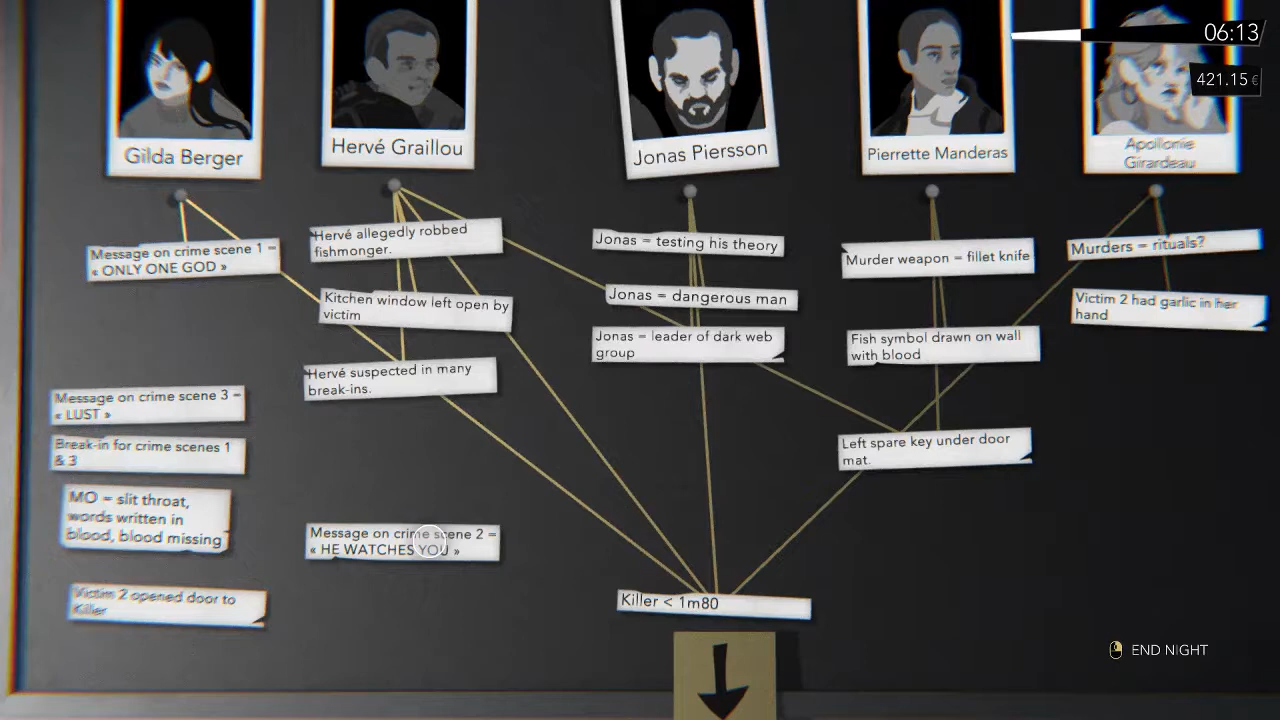 06:13
421.15 €
Gilda Berger
Hervé Graillou
Jonas Piersson
Pierrette Manderas
Apollonie
Girardeau
Message on crime scene 1 =
« ONLY ONE GOD »
Hervé allegedly robbed
fishmonger.
Jonas = testing his theory
Murder weapon = fillet knife
Murders = rituals?
Kitchen window left open by
victim
Jonas = dangerous man
Victim 2 had garlic in her
hand
Jonas = leader of dark web
group
Fish symbol drawn on wall
with blood
Hervé suspected in many
break-ins.
Message on crime scene 3 =
« LUST »
Break-in for crime scenes 1
& 3
Left spare key under door
mat.
MO = slit throat,
words written in
blood, blood missing
Message on crime scene 2 =
« HE WATCHES YOU »
Victim 2 opened door to
Killer
Killer < 1m80
END NIGHT